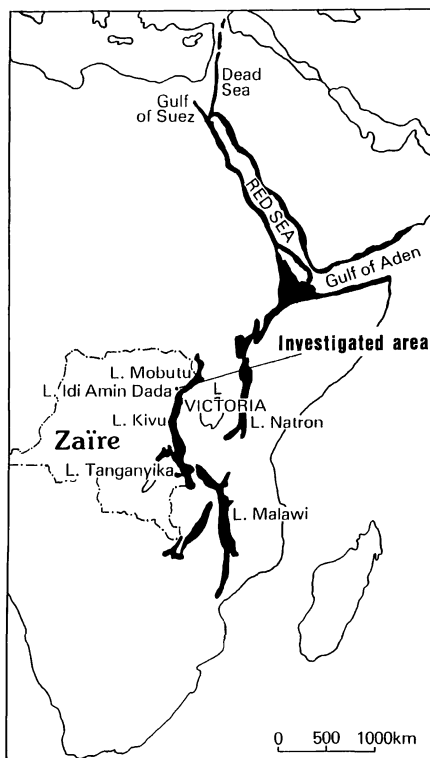 Dead
Sea
Gulf
of Suez
RED SEA
Gulf of Aden
Investigated area
L. Mobutu
L. Idi Amin Dada
L.
VICTORIA
L. Kivu
L. Natron
Zaïre
L. Tanganyika
L. Malawi
0 500 1000km